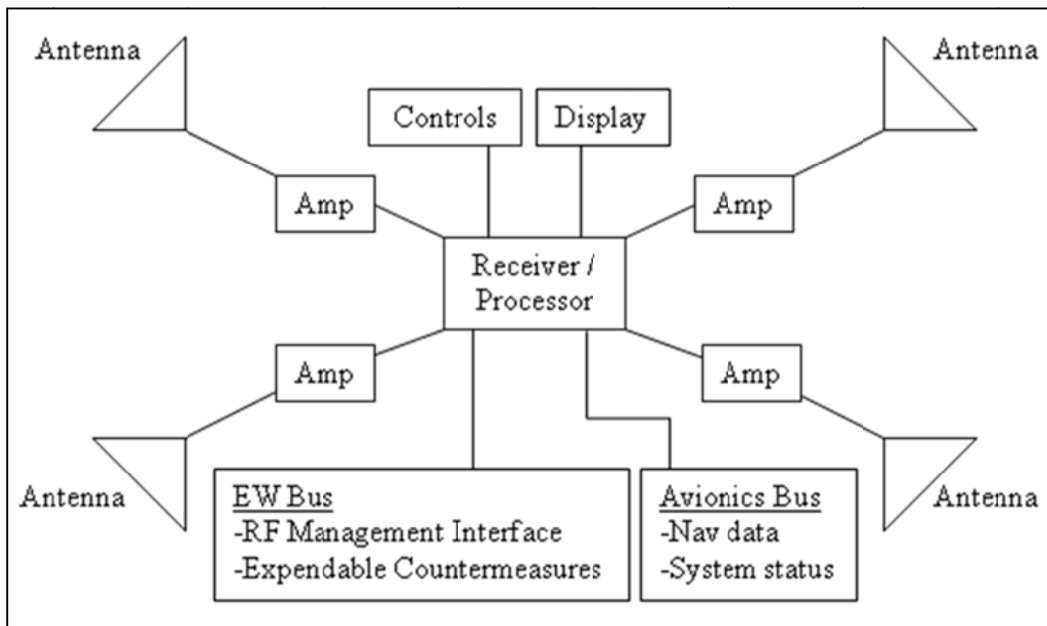 Antenna
Antenna
Controls
Display
Amp
Amp
Receiver /
Processor
Amp
Amp
Antenna
Antenna
EW Bus
-RF Management Interface
-Expendable Countermeasures
Avionics Bus
-Nav data
-System status